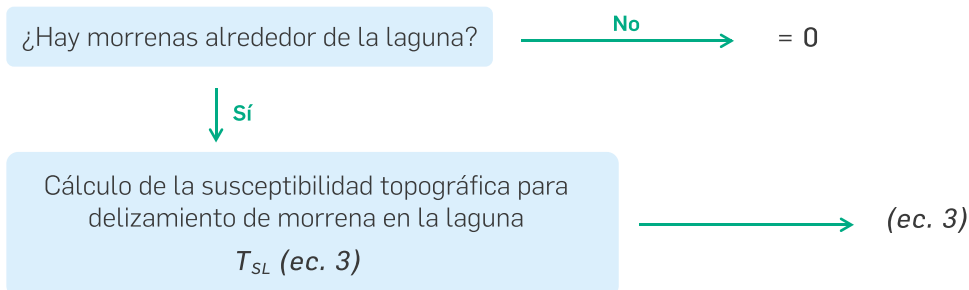 ¿Hay morrenas alrededor de la laguna?
No
= 0
Sí
Cálculo de la susceptibilidad topográfica para
delizamiento de morrena en la laguna
T_SL (ec. 3)
(ec. 3)